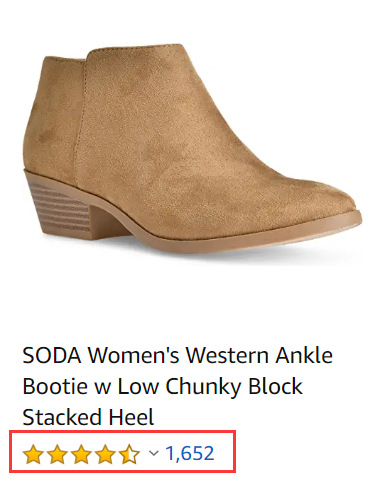 SODA Women's Western Ankle
Bootie w Low Chunky Block
Stacked Heel
1,652